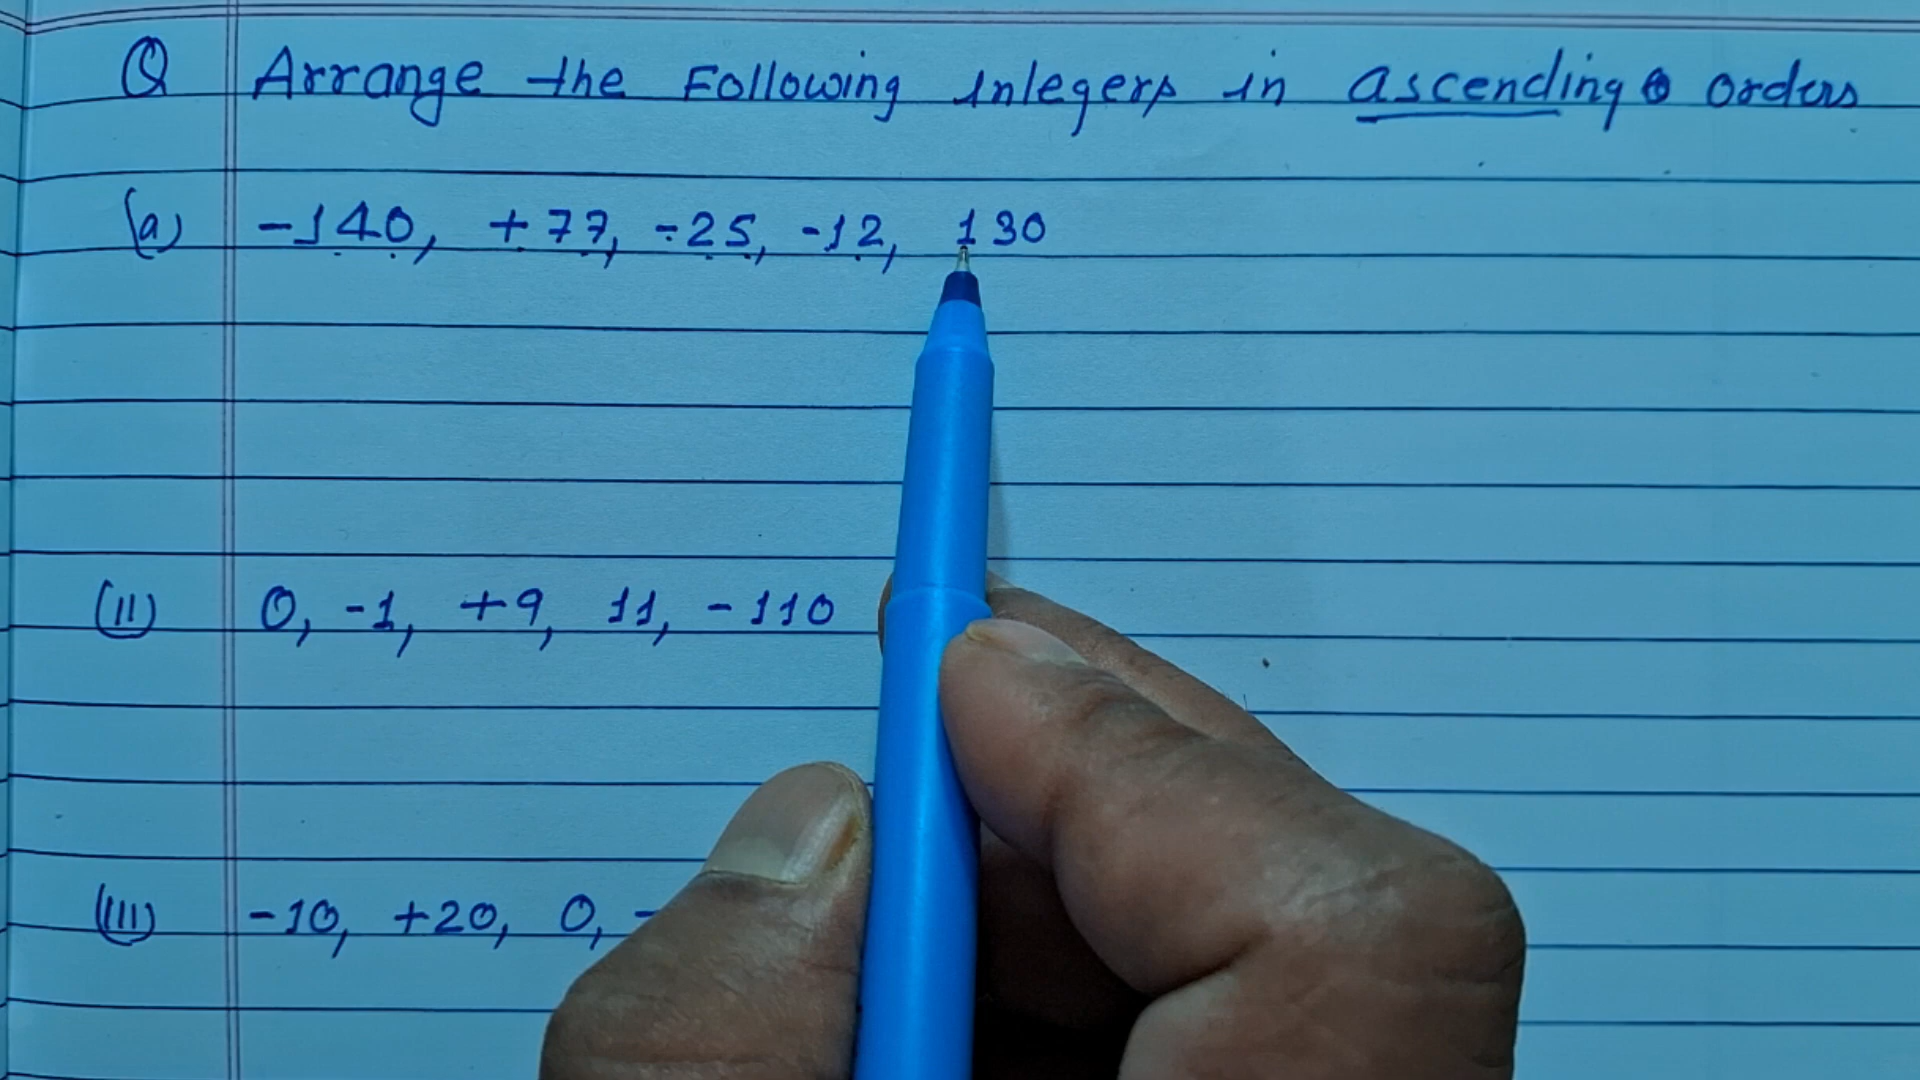 Q Arrange the Following Integers in ascending orders
(a) -140, +77, -25, -12, 130
(II) 0, -1, +9, 11, -110
(III) -10, +20, 0, -